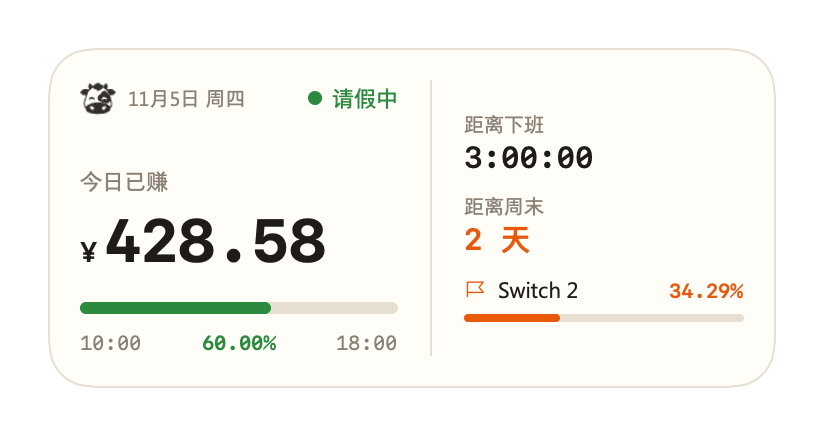 11月5日 周四
请假中
今日已赚
¥428.58
10:00 60.00% 18:00
距离下班
3:00:00
距离周末
2 天
Switch 2 34.29%